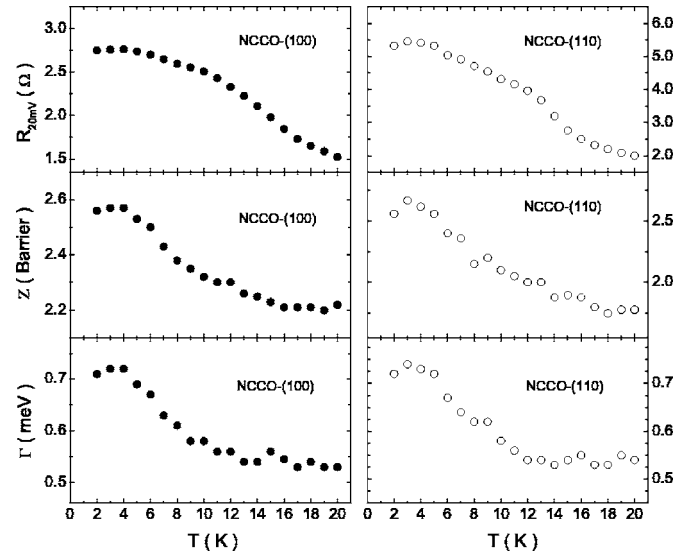 3.0
2.5
2.0
1.5
R20mV ( Ω )
NCCO-(100)
NCCO-(110)
6.0
5.0
4.0
3.0
2.0
2.6
2.4
2.2
Z ( Barrier )
NCCO-(100)
NCCO-(110)
2.5
2.0
0.7
0.6
0.5
Γ ( meV )
NCCO-(100)
NCCO-(110)
0.7
0.6
0.5
0 2 4 6 8 10 12 14 16 18 20
0 2 4 6 8 10 12 14 16 18 20
T ( K )
T ( K )